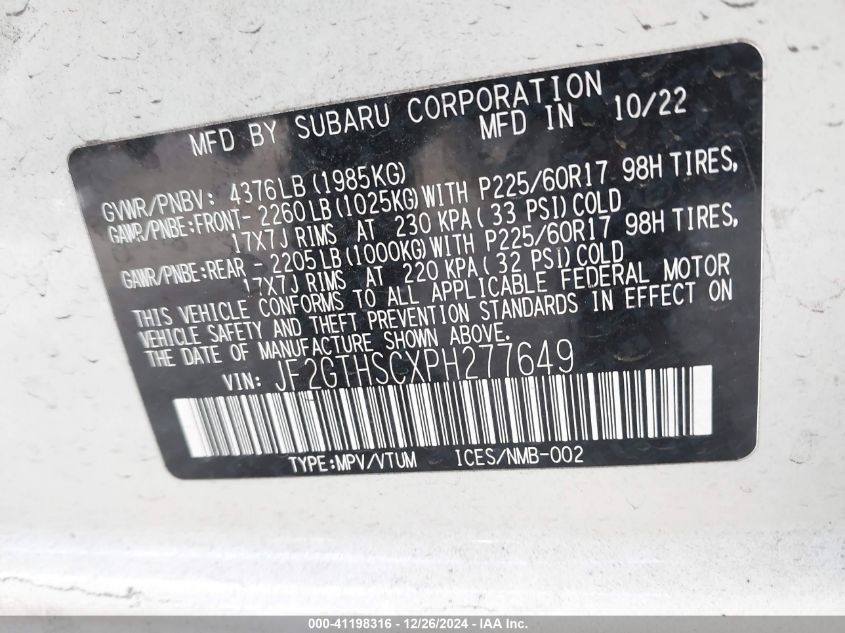 MFD BY SUBARU CORPORATION
MFD IN 10/22
GVWR/PNBV: 4376LB(1985KG)
GAWR/PNBE:FRONT- 2260LB(1025KG)WITH P225/60R17 98H TIRES,
17X7J RIMS AT 230 KPA( 33 PSI)COLD
GAWR/PNBE:REAR - 2205LB(1000KG)WITH P225/60R17 98H TIRES,
17X7J RIMS AT 220 KPA( 32 PSI)COLD
THIS VEHICLE CONFORMS TO ALL APPLICABLE FEDERAL MOTOR
VEHICLE SAFETY AND THEFT PREVENTION STANDARDS IN EFFECT ON
THE DATE OF MANUFACTURE SHOWN ABOVE.
VIN: JF2GTHSCXPH277649
TYPE:MPV/VTUM ICES/NMB-002
000-41198316 - 12/26/2024 - IAA Inc.